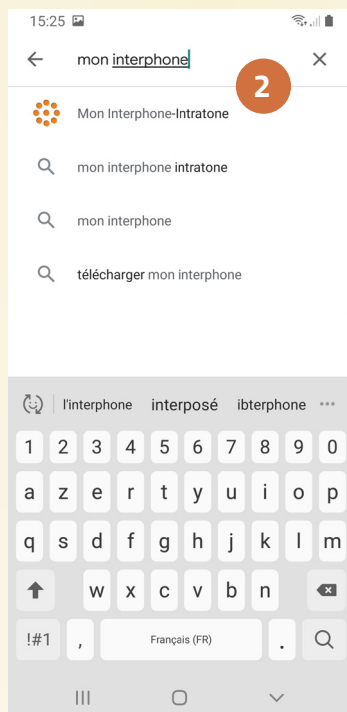 15:25
mon interphone
2
Mon Interphone-Intratone
mon interphone intratone
mon interphone
télécharger mon interphone
l'interphone interposé ibterphone
1 2 3 4 5 6 7 8 9 0
a z e r t y u i o p
q s d f g h j k l m
w x c v b n
!#1 , Français (FR) .